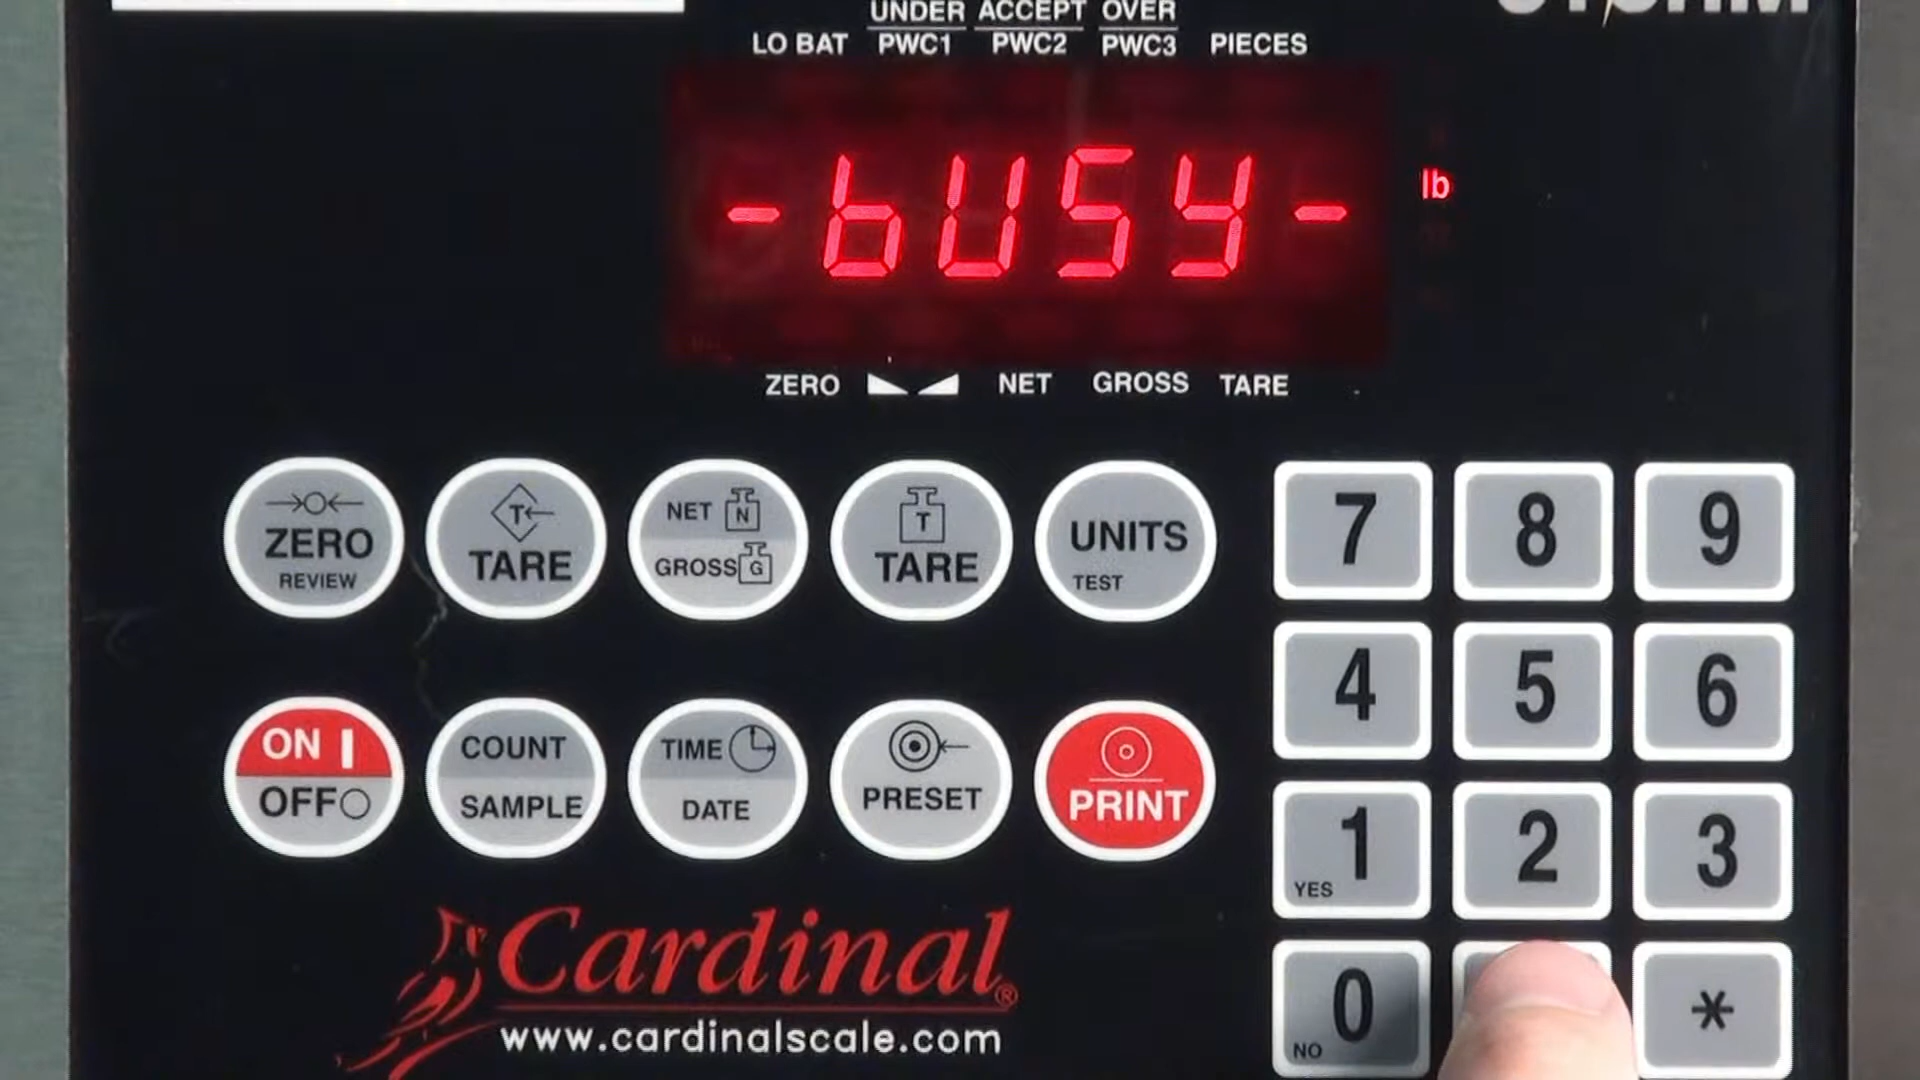 UNDER ACCEPT OVER
LO BAT PWC1 PWC2 PWC3 PIECES
-bUSY-
lb
ZERO NET GROSS TARE
ZERO
REVIEW
T
TARE
NET N
GROSS G
T
TARE
UNITS
TEST
7 8 9
4 5 6
ON I
OFF
COUNT
SAMPLE
TIME
DATE
PRESET
PRINT
1 2 3
YES
0 *
NO
Cardinal®
www.cardinalscale.com